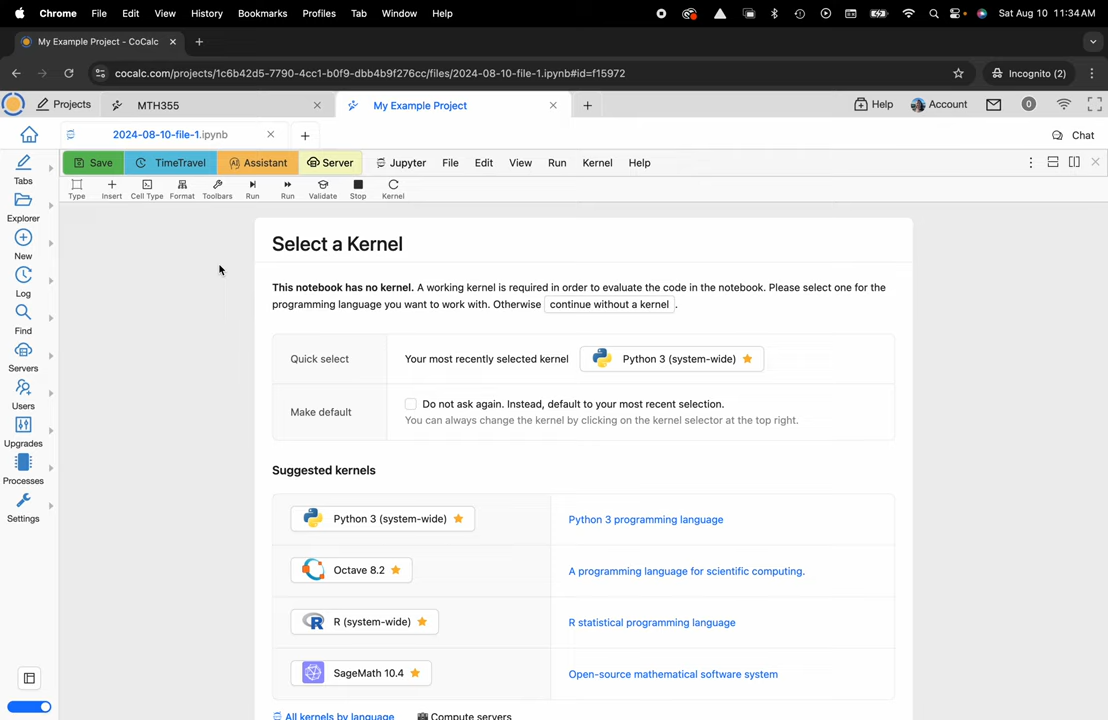 Chrome File Edit View History Bookmarks Profiles Tab Window Help Sat Aug 10 11:34 AM
My Example Project - CoCalc
cocalc.com/projects/1c6b42d5-7790-4cc1-b0f9-dbb4b9f276cc/files/2024-08-10-file-1.ipynb#id=f15972 Incognito (2)
Projects MTH355 My Example Project Help Account 0
2024-08-10-file-1.ipynb Chat
Save TimeTravel Assistant Server Jupyter File Edit View Run Kernel Help
Type Insert Cell Type Format Toolbars Run Run Validate Stop Kernel
Tabs
Explorer
New
Log
Find
Servers
Users
Upgrades
Processes
Settings
Select a Kernel
This notebook has no kernel. A working kernel is required in order to evaluate the code in the notebook. Please select one for the
programming language you want to work with. Otherwise continue without a kernel .
Quick select Your most recently selected kernel Python 3 (system-wide)
Make default Do not ask again. Instead, default to your most recent selection.
You can always change the kernel by clicking on the kernel selector at the top right.
Suggested kernels
Python 3 (system-wide) Python 3 programming language
Octave 8.2 A programming language for scientific computing.
R (system-wide) R statistical programming language
SageMath 10.4 Open-source mathematical software system
All kernels by language Compute servers